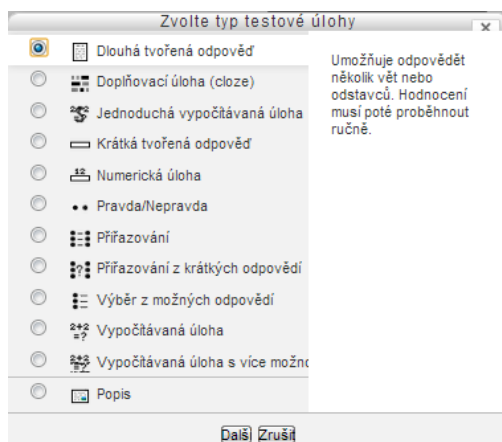 Zvolte typ testové úlohy
x
Dlouhá tvořená odpověď
Doplňovací úloha (cloze)
Jednoduchá vypočítávaná úloha
Krátká tvořená odpověď
Numerická úloha
Pravda/Nepravda
Přiřazování
Přiřazování z krátkých odpovědí
Výběr z možných odpovědí
Vypočítávaná úloha
Vypočítávaná úloha s více možno
Popis
Umožňuje odpovědět
několik vět nebo
odstavců. Hodnocení
musí poté proběhnout
ručně.
Další Zrušit